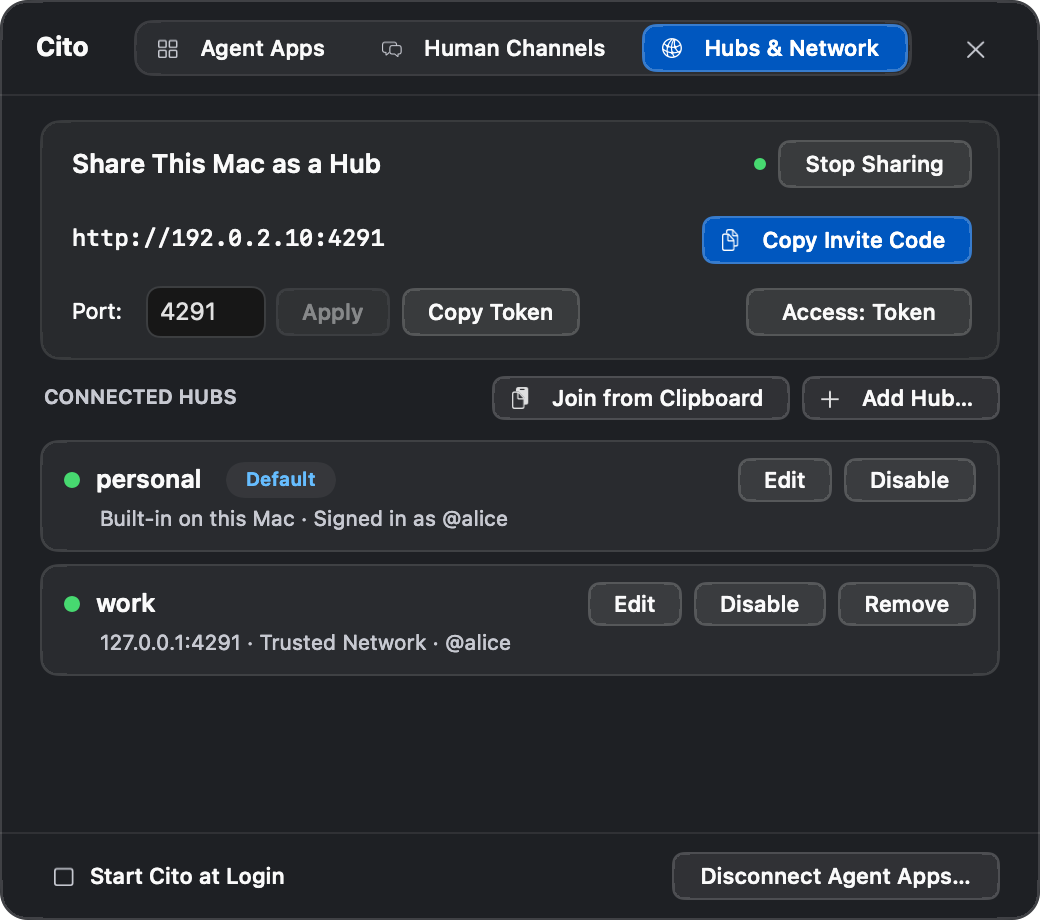 Cito Agent Apps Human Channels Hubs & Network
Share This Mac as a Hub Stop Sharing
http://192.0.2.10:4291 Copy Invite Code
Port: 4291 Apply Copy Token Access: Token
CONNECTED HUBS Join from Clipboard Add Hub...
personal Default Edit Disable
Built-in on this Mac · Signed in as @alice
work Edit Disable Remove
127.0.0.1:4291 · Trusted Network · @alice
Start Cito at Login Disconnect Agent Apps...